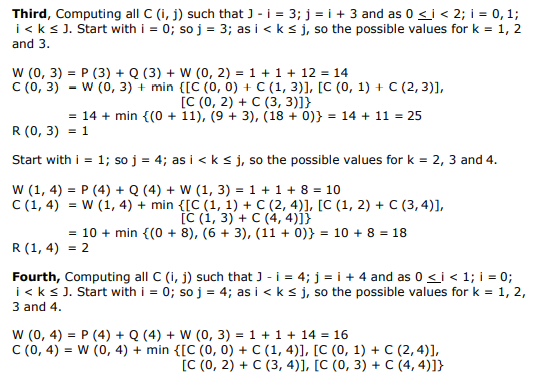 Third, Computing all C (i, j) such that J - i = 3; j = i + 3 and as 0 < i < 2; i = 0, 1;
i < k ≤ J. Start with i = 0; so j = 3; as i < k ≤ j, so the possible values for k = 1, 2
and 3.
W (0, 3) = P (3) + Q (3) + W (0, 2) = 1 + 1 + 12 = 14
C (0, 3) = W (0, 3) + min {[C (0, 0) + C (1, 3)], [C (0, 1) + C (2, 3)],
[C (0, 2) + C (3, 3)]}
= 14 + min {(0 + 11), (9 + 3), (18 + 0)} = 14 + 11 = 25
R (0, 3) = 1
Start with i = 1; so j = 4; as i < k ≤ j, so the possible values for k = 2, 3 and 4.
W (1, 4) = P (4) + Q (4) + W (1, 3) = 1 + 1 + 8 = 10
C (1, 4) = W (1, 4) + min {[C (1, 1) + C (2, 4)], [C (1, 2) + C (3, 4)],
[C (1, 3) + C (4, 4)]}
= 10 + min {(0 + 8), (6 + 3), (11 + 0)} = 10 + 8 = 18
R (1, 4) = 2
Fourth, Computing all C (i, j) such that J - i = 4; j = i + 4 and as 0 < i < 1; i = 0;
i < k ≤ J. Start with i = 0; so j = 4; as i < k ≤ j, so the possible values for k = 1, 2,
3 and 4.
W (0, 4) = P (4) + Q (4) + W (0, 3) = 1 + 1 + 14 = 16
C (0, 4) = W (0, 4) + min {[C (0, 0) + C (1, 4)], [C (0, 1) + C (2, 4)],
[C (0, 2) + C (3, 4)], [C (0, 3) + C (4, 4)]}